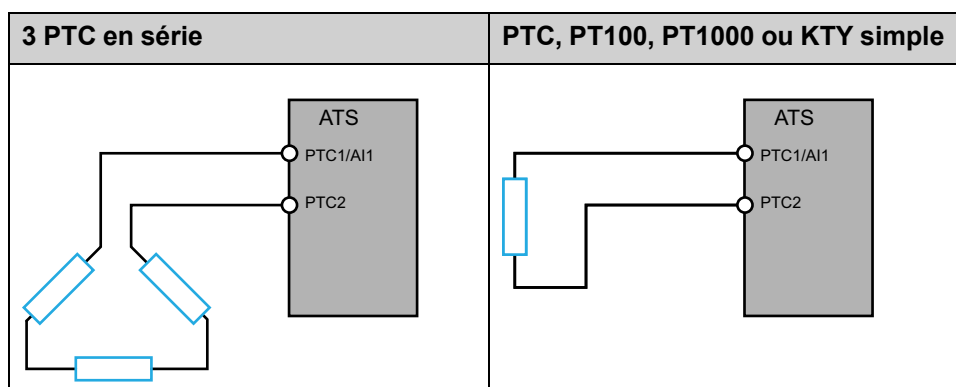 3 PTC en série
PTC, PT100, PT1000 ou KTY simple
ATS
PTC1/AI1
PTC2
ATS
PTC1/AI1
PTC2